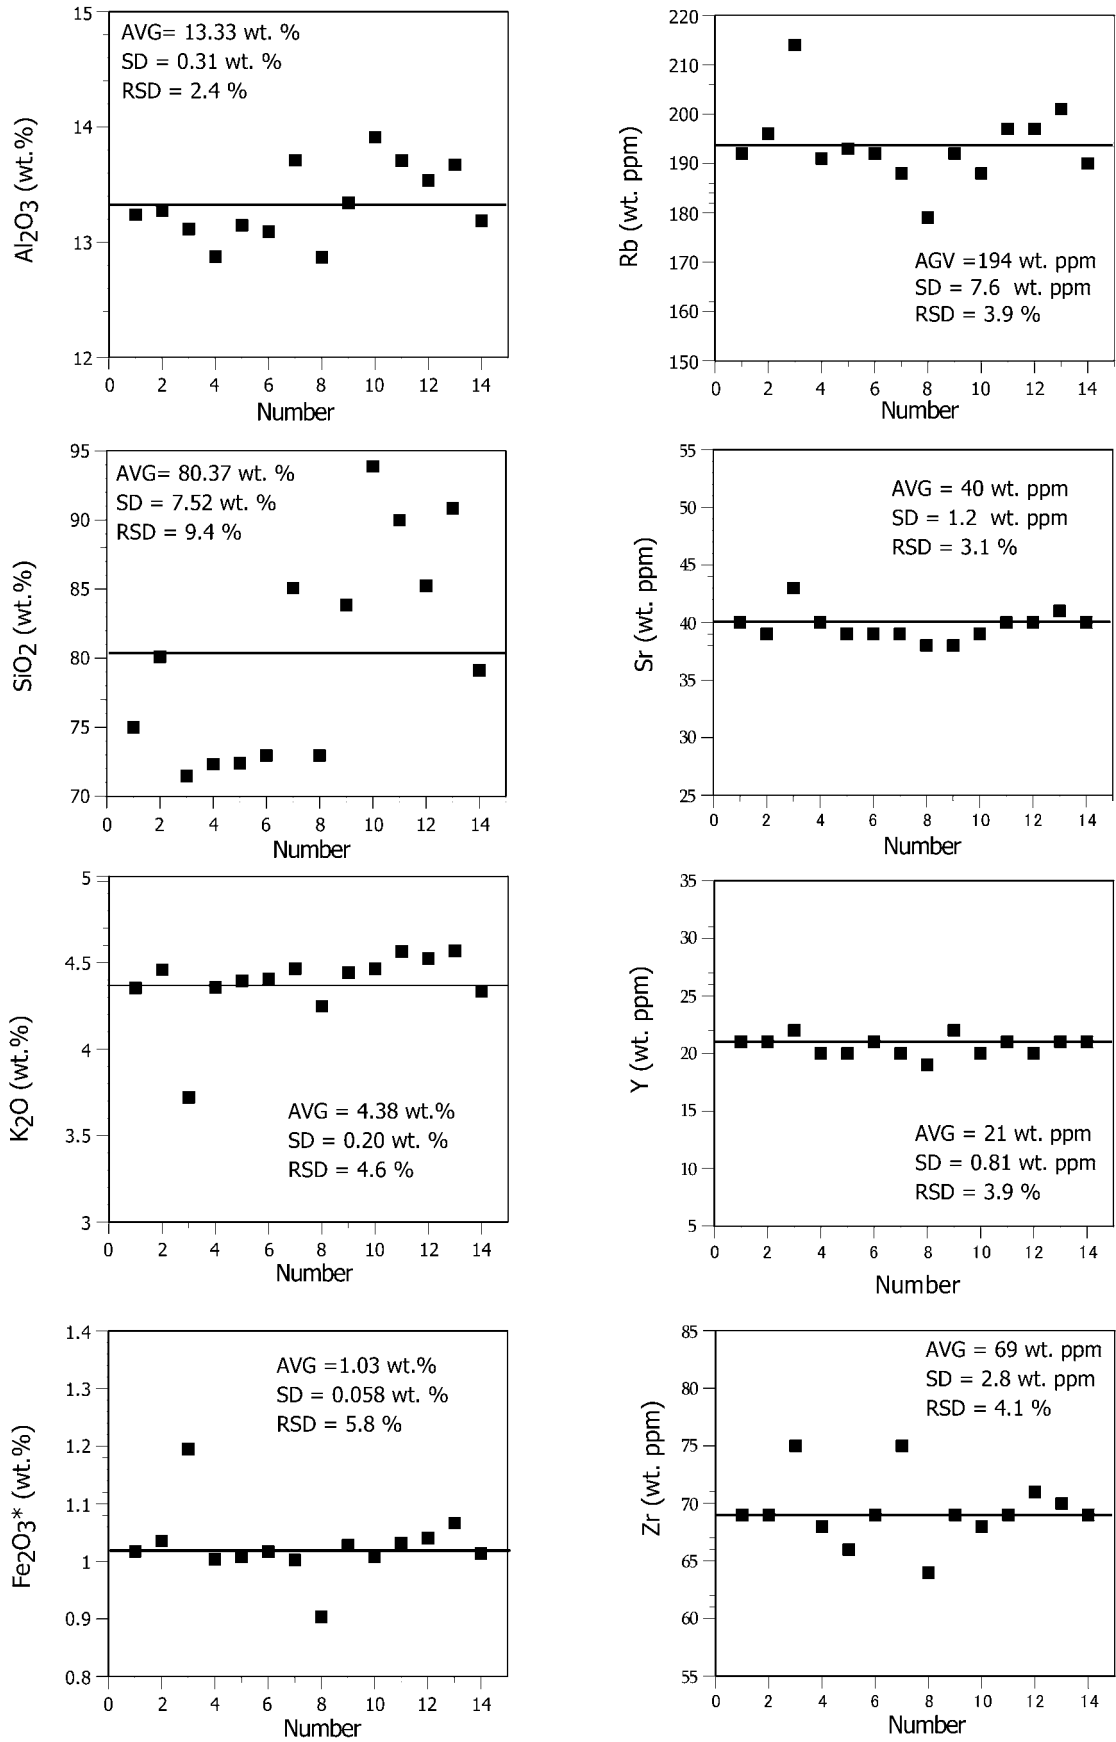 15
14
13
12
Al2O3 (wt.%)
AVG= 13.33 wt. %
SD = 0.31 wt. %
RSD = 2.4 %
0 2 4 6 8 10 12 14
Number
220
210
200
190
180
170
160
150
Rb (wt. ppm)
AGV =194 wt. ppm
SD = 7.6 wt. ppm
RSD = 3.9 %
0 2 4 6 8 10 12 14
Number
95
90
85
80
75
70
SiO2 (wt.%)
AVG= 80.37 wt. %
SD = 7.52 wt. %
RSD = 9.4 %
0 2 4 6 8 10 12 14
Number
55
50
45
40
35
30
25
Sr (wt. ppm)
AVG = 40 wt. ppm
SD = 1.2 wt. ppm
RSD = 3.1 %
0 2 4 6 8 10 12 14
Number
5
4.5
4
3.5
3
K2O (wt.%)
AVG = 4.38 wt.%
SD = 0.20 wt. %
RSD = 4.6 %
0 2 4 6 8 10 12 14
Number
35
30
25
20
15
10
5
Y (wt. ppm)
AVG = 21 wt. ppm
SD = 0.81 wt. ppm
RSD = 3.9 %
0 2 4 6 8 10 12 14
Number
1.4
1.3
1.2
1.1
1
0.9
0.8
Fe2O3* (wt.%)
AVG =1.03 wt.%
SD = 0.058 wt. %
RSD = 5.8 %
0 2 4 6 8 10 12 14
Number
85
80
75
70
65
60
55
Zr (wt. ppm)
AVG = 69 wt. ppm
SD = 2.8 wt. ppm
RSD = 4.1 %
0 2 4 6 8 10 12 14
Number